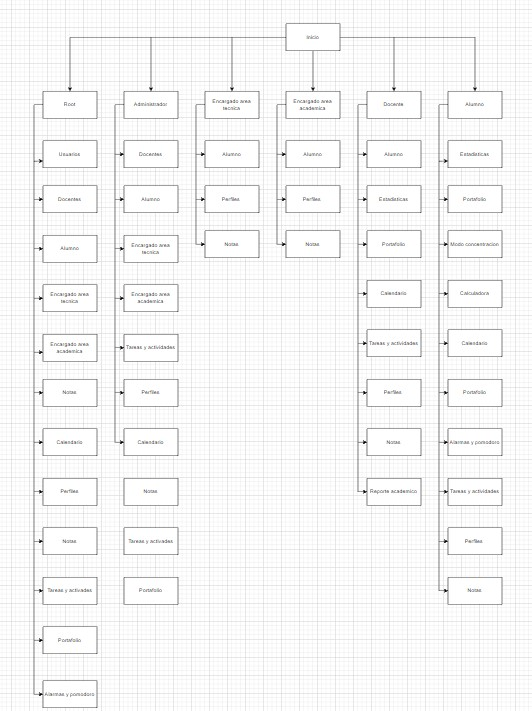 Inicio
Root
Administrador
Encargado area
tecnica
Encargado area
academica
Docente
Alumno
Usuarios
Docentes
Alumno
Encargado area
tecnica
Encargado area
academica
Notas
Calendario
Perfiles
Notas
Tareas y activades
Portafolio
Alarmas y pomodoro
Docentes
Alumno
Encargado area
tecnica
Encargado area
academica
Tareas y actividades
Perfiles
Calendario
Notas
Tareas y activades
Portafolio
Alumno
Perfiles
Notas
Alumno
Perfiles
Notas
Alumno
Estadisticas
Portafolio
Calendario
Tareas y actividades
Perfiles
Notas
Reporte academico
Estadisticas
Portafolio
Modo concentracion
Calculadora
Calendario
Portafolio
Alarmas y pomodoro
Tareas y actividades
Perfiles
Notas